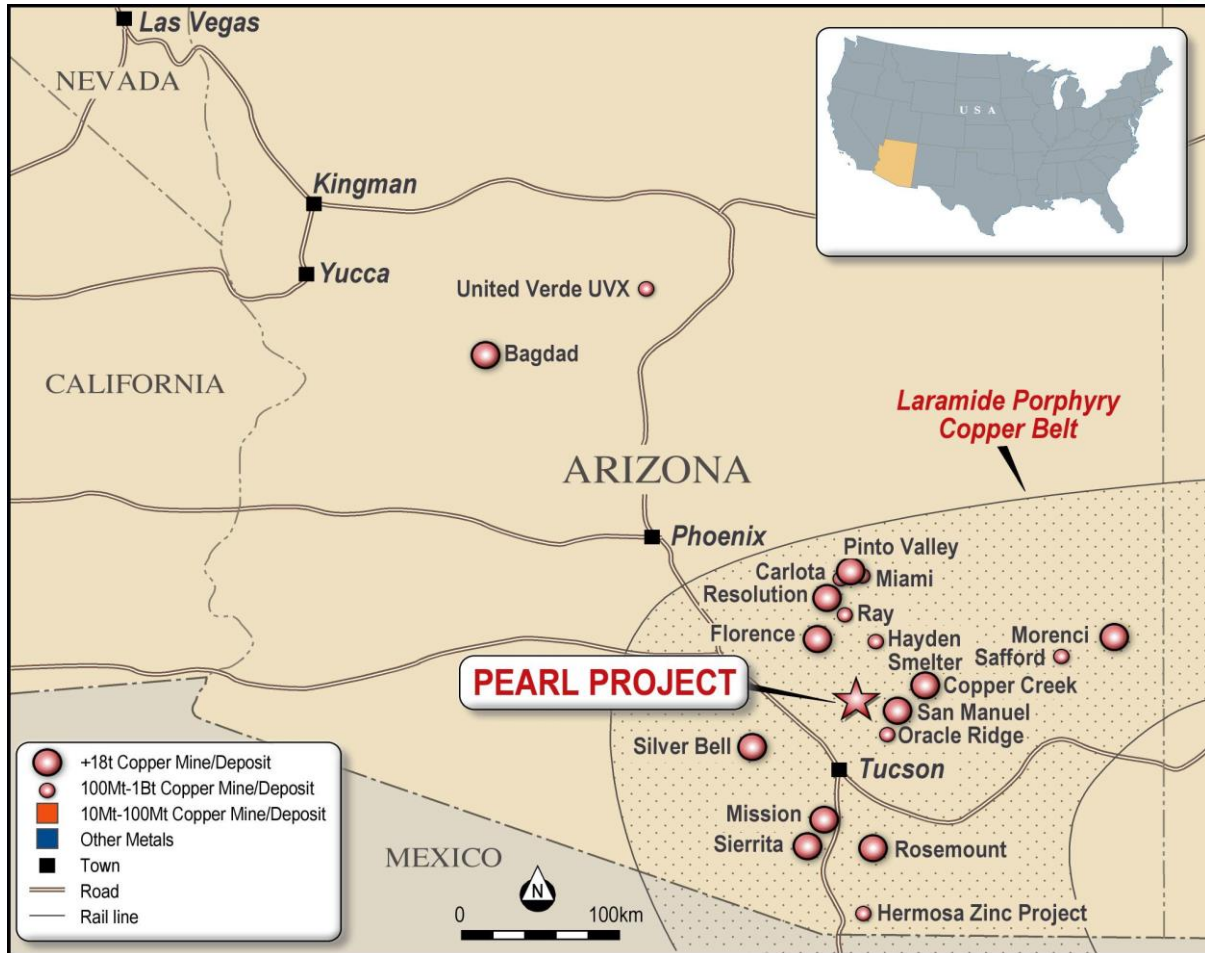 Las Vegas
NEVADA
USA
Kingman
Yucca
United Verde UVX
Bagdad
CALIFORNIA
Laramide Porphyry
Copper Belt
ARIZONA
Phoenix
Pinto Valley
Carlota
Miami
Resolution
Ray
Florence
Hayden
Smelter
Morenci
Safford
PEARL PROJECT
Copper Creek
San Manuel
Oracle Ridge
Silver Bell
Tucson
Mission
Sierrita
Rosemount
MEXICO
Hermosa Zinc Project
+18t Copper Mine/Deposit
100Mt-1Bt Copper Mine/Deposit
10Mt-100Mt Copper Mine/Deposit
Other Metals
Town
Road
Rail line
N
0 100km